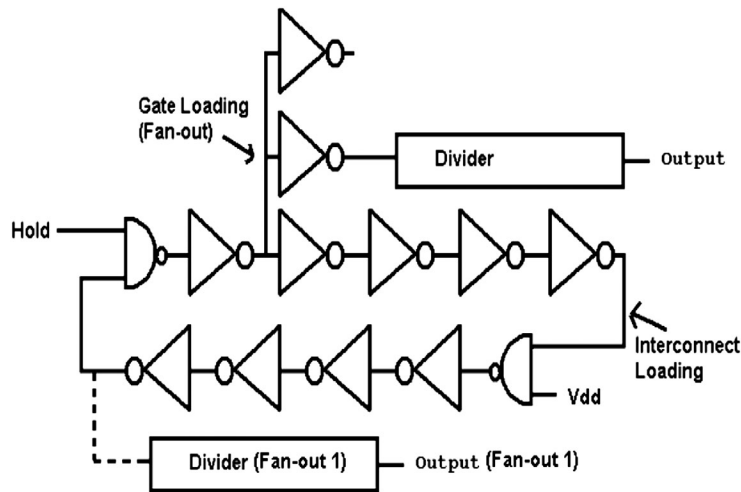 Gate Loading
(Fan-out)
Divider
Output
Hold
Interconnect
Loading
Vdd
Divider (Fan-out 1)
Output (Fan-out 1)